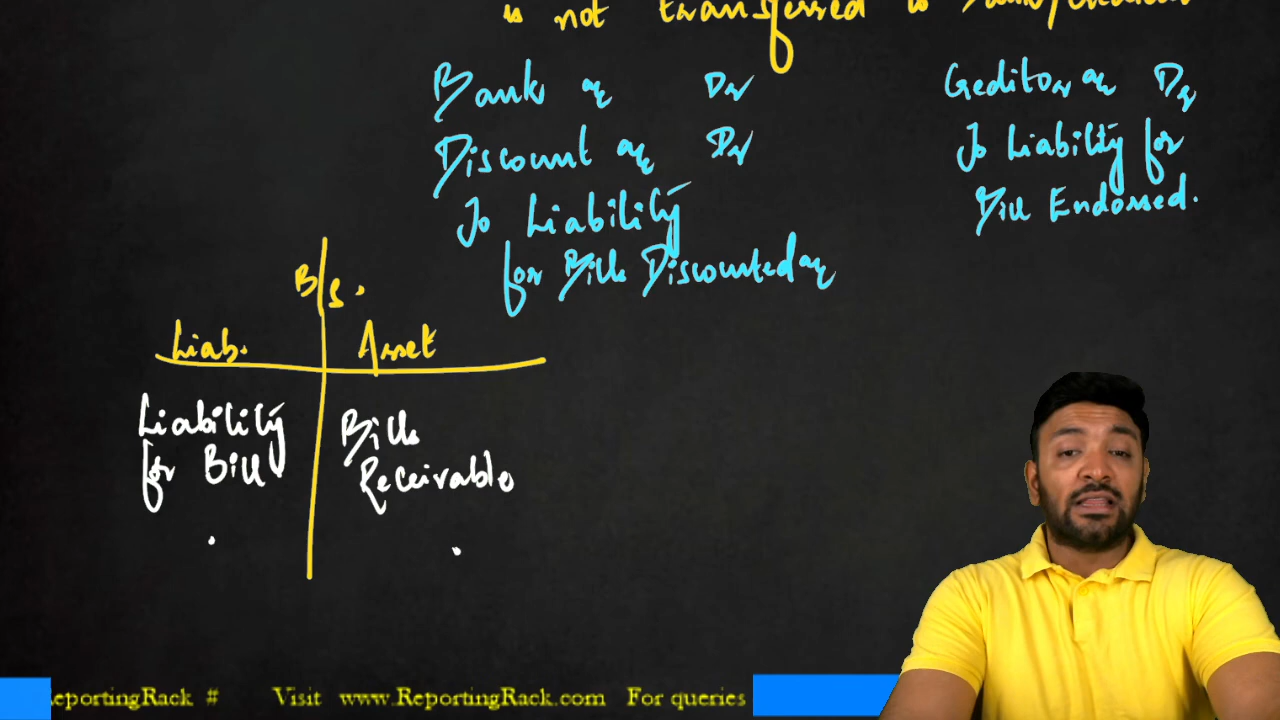 is not transferred to
Bank a/c Dr
Discount a/c Dr
To Liability
for Bills Discounted a/c
Creditor a/c Dr
To Liability for
Bill Endorsed.
B/S.
Liab. Asset
Liability
for Bill
Bills
Receivable
ReportingRack # Visit www.ReportingRack.com For queries